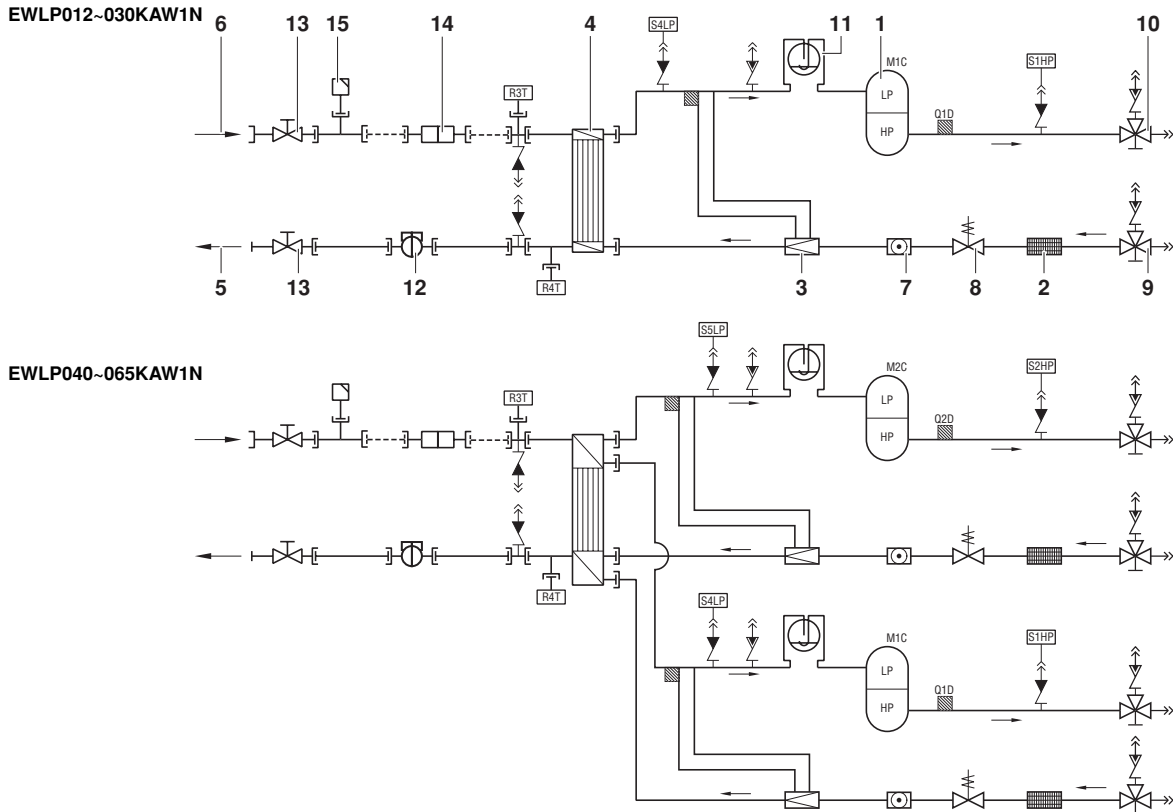 EWLP012~030KAW1N
6 13 15 14 4 11 1 10
S4LP
M1C
S1HP
R3T
LP
HP
Q1D
R4T
5 13 12 3 7 8 2 9
EWLP040~065KAW1N
S5LP
M2C
S2HP
R3T
LP
HP
Q2D
R4T
S4LP
M1C
S1HP
LP
HP
Q1D